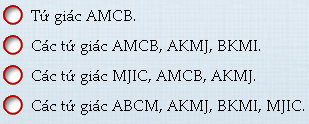 Tứ giác AMCB.
Các tứ giác AMCB, AKMJ, BKMI.
Các tứ giác MJIC, AMCB, AKMJ.
Các tứ giác ABCM, AKMJ, BKMI, MJIC.